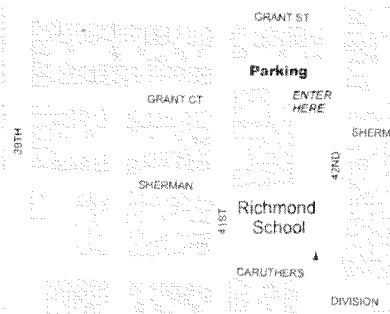 GRANT ST
Parking
ENTER
HERE
GRANT CT
SHERM
39TH
42ND
SHERMAN
41ST
Richmond
School
CARUTHERS
DIVISION